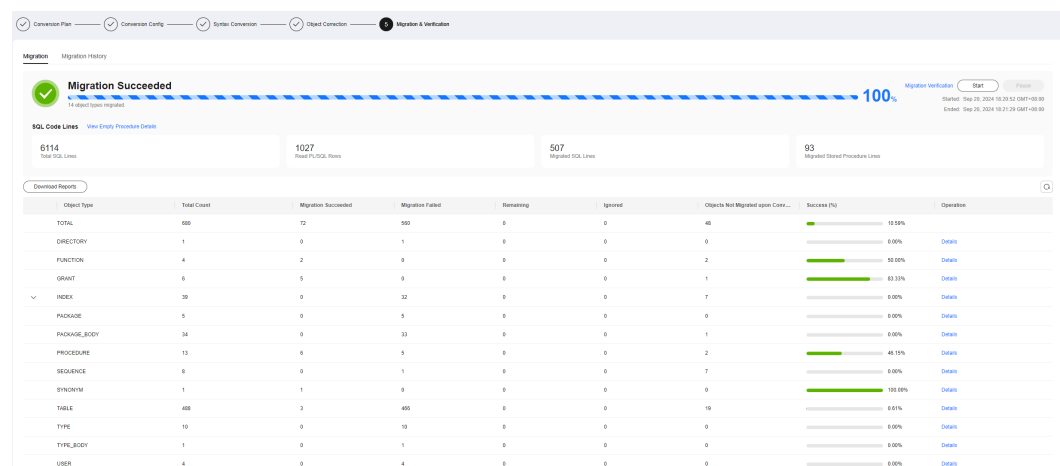 Conversion Plan Conversion Config Syntax Conversion Object Correction 5 Migration & Verification
Migration Migration History
Migration Succeeded
14 object types migrated.
100%
Migration Verification Start Pause
Started: Sep 20, 2024 18:20:52 GMT+08:00
Ended: Sep 20, 2024 18:21:28 GMT+08:00
SQL Code Lines View Empty Procedure Details
6114 1027 507 93
Total SQL Lines Read PL/SQL Rows Migrated SQL Lines Migrated Stored Procedure Lines
Download Reports
Object Type Total Count Migration Succeeded Migration Failed Remaining Ignored Objects Not Migrated upon Conv... Success (%) Operation
TOTAL 680 72 560 0 0 48 10.59%
DIRECTORY 1 0 1 0 0 0 0.00% Details
FUNCTION 4 2 0 0 0 2 50.00% Details
GRANT 6 5 0 0 0 1 83.33% Details
INDEX 39 0 32 0 0 7 0.00% Details
PACKAGE 5 0 5 0 0 0 0.00% Details
PACKAGE_BODY 34 0 33 0 0 1 0.00% Details
PROCEDURE 13 6 5 0 0 2 46.15% Details
SEQUENCE 8 0 1 0 0 7 0.00% Details
SYNONYM 1 1 0 0 0 0 100.00% Details
TABLE 488 3 466 0 0 19 0.61% Details
TYPE 10 0 10 0 0 0 0.00% Details
TYPE_BODY 1 0 1 0 0 0 0.00% Details
USER 4 0 4 0 0 0 0.00% Details